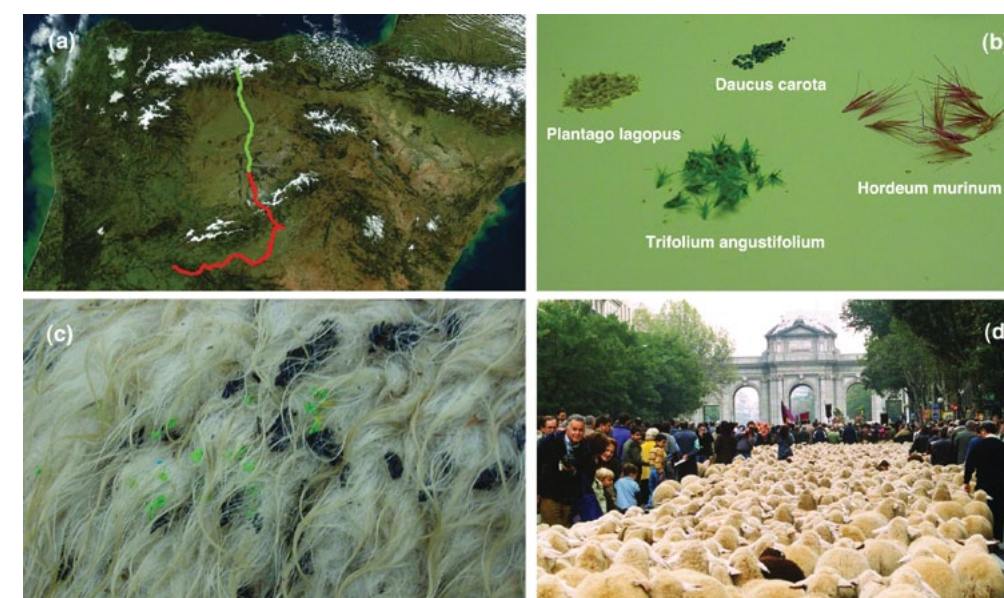 (a)
(b)
Daucus carota
Plantago lagopus
Hordeum murinum
Trifolium angustifolium
(c)
(d